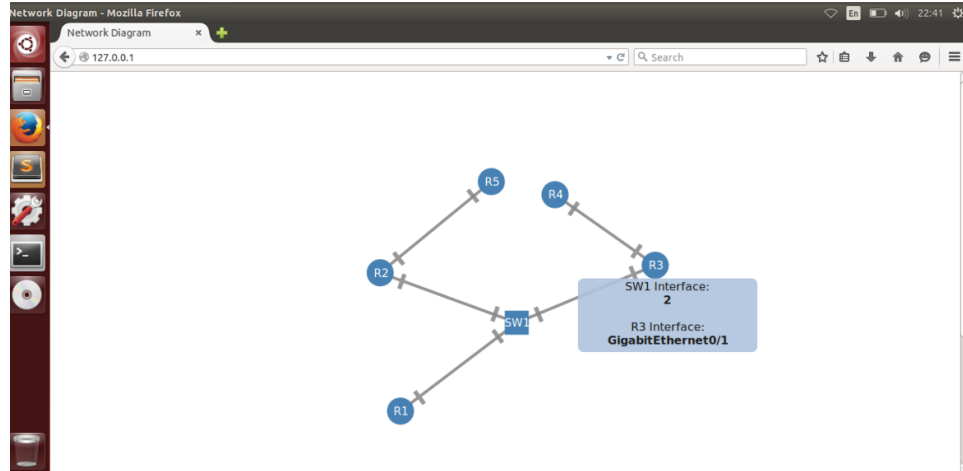 Network Diagram - Mozilla Firefox
En
22:41
Network Diagram
127.0.0.1
Search
R5
R4
R2
R3
SW1 Interface:
2
R3 Interface:
GigabitEthernet0/1
SW1
R1